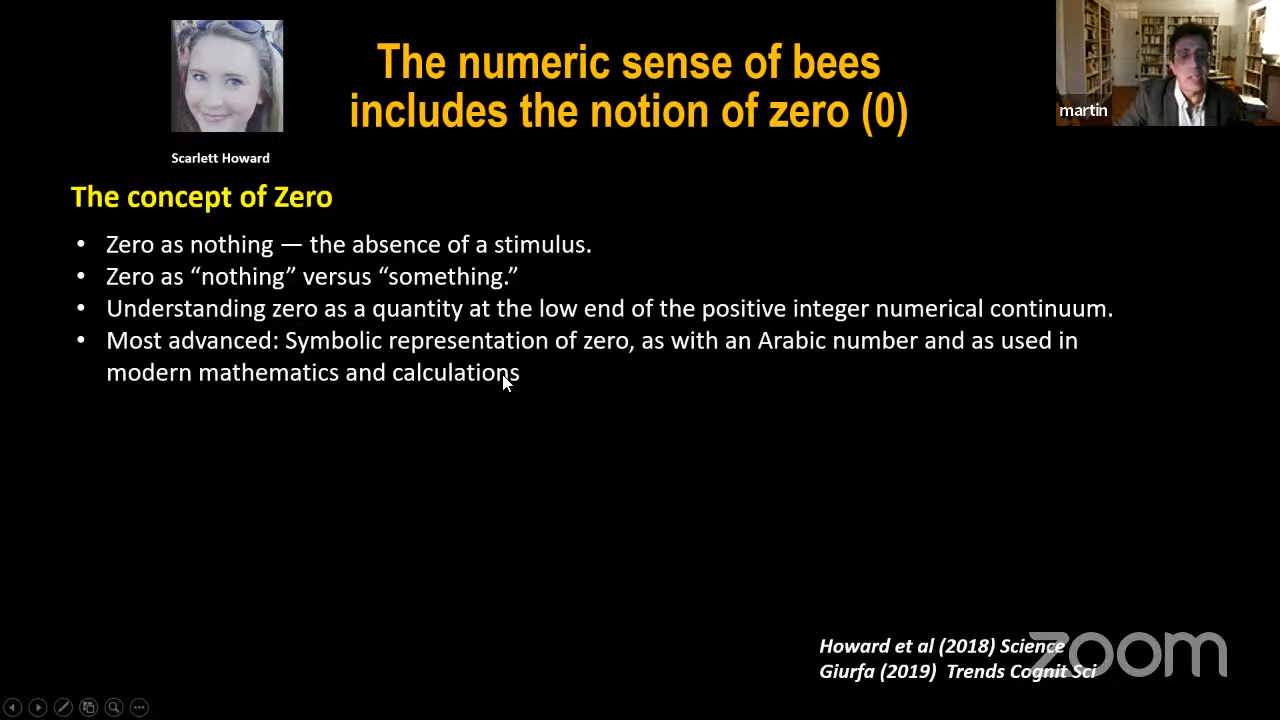 The numeric sense of bees
includes the notion of zero (0)
martin
Scarlett Howard
The concept of Zero
• Zero as nothing — the absence of a stimulus.
• Zero as “nothing” versus “something.”
• Understanding zero as a quantity at the low end of the positive integer numerical continuum.
• Most advanced: Symbolic representation of zero, as with an Arabic number and as used in
modern mathematics and calculations
Howard et al (2018) Science
Giurfa (2019) Trends Cognit Sci
zoom